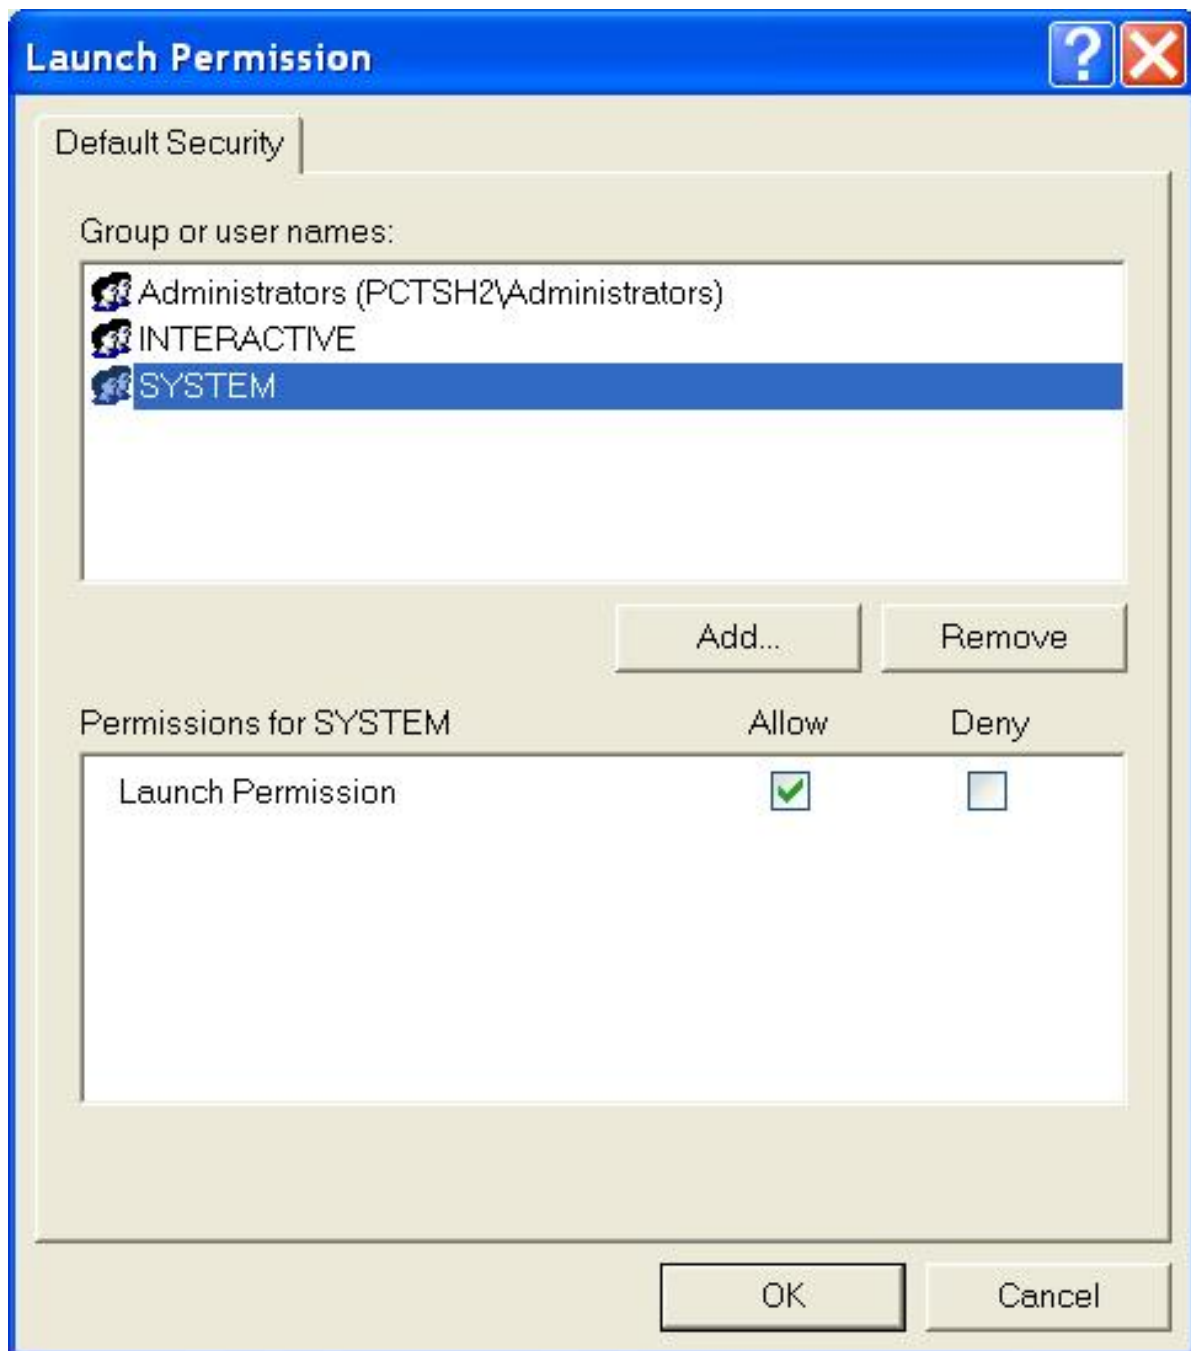 Launch Permission
Default Security
Group or user names:
Administrators (PCTSH2\Administrators)
INTERACTIVE
SYSTEM
Add... Remove
Permissions for SYSTEM Allow Deny
Launch Permission
OK Cancel